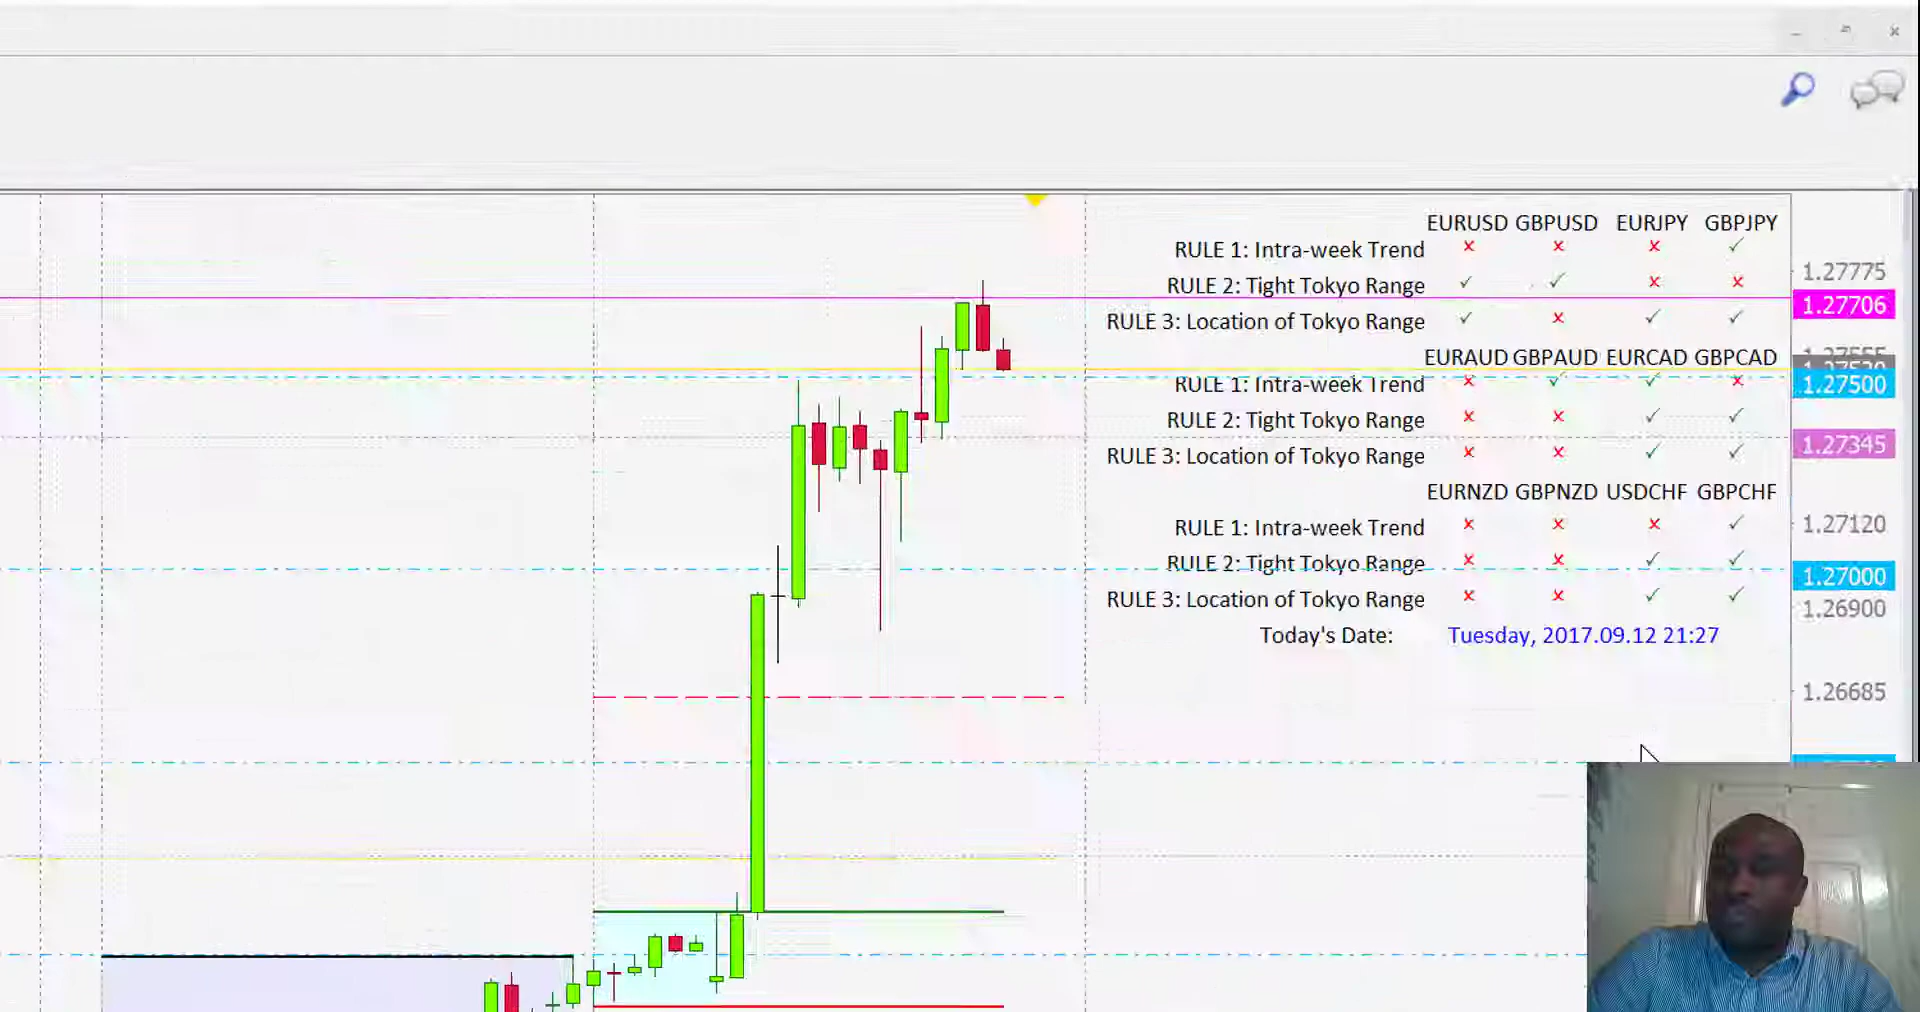 EURUSD GBPUSD EURJPY GBPJPY
RULE 1: Intra-week Trend ✗ ✗ ✗ ✓
1.27775
RULE 2: Tight Tokyo Range ✓ ✓ ✗ ✗
1.27706
RULE 3: Location of Tokyo Range ✓ ✗ ✓ ✓
EURAUD GBPAUD EURCAD GBPCAD
1.27555
RULE 1: Intra-week Trend ✗ ✓ ✓ ✗
1.27500
RULE 2: Tight Tokyo Range ✗ ✗ ✓ ✓
1.27345
RULE 3: Location of Tokyo Range ✗ ✗ ✓ ✓
EURNZD GBPNZD USDCHF GBPCHF
RULE 1: Intra-week Trend ✗ ✗ ✗ ✓
1.27120
RULE 2: Tight Tokyo Range ✗ ✗ ✓ ✓
1.27000
RULE 3: Location of Tokyo Range ✗ ✗ ✓ ✓
1.26900
Today's Date: Tuesday, 2017.09.12 21:27
1.26685